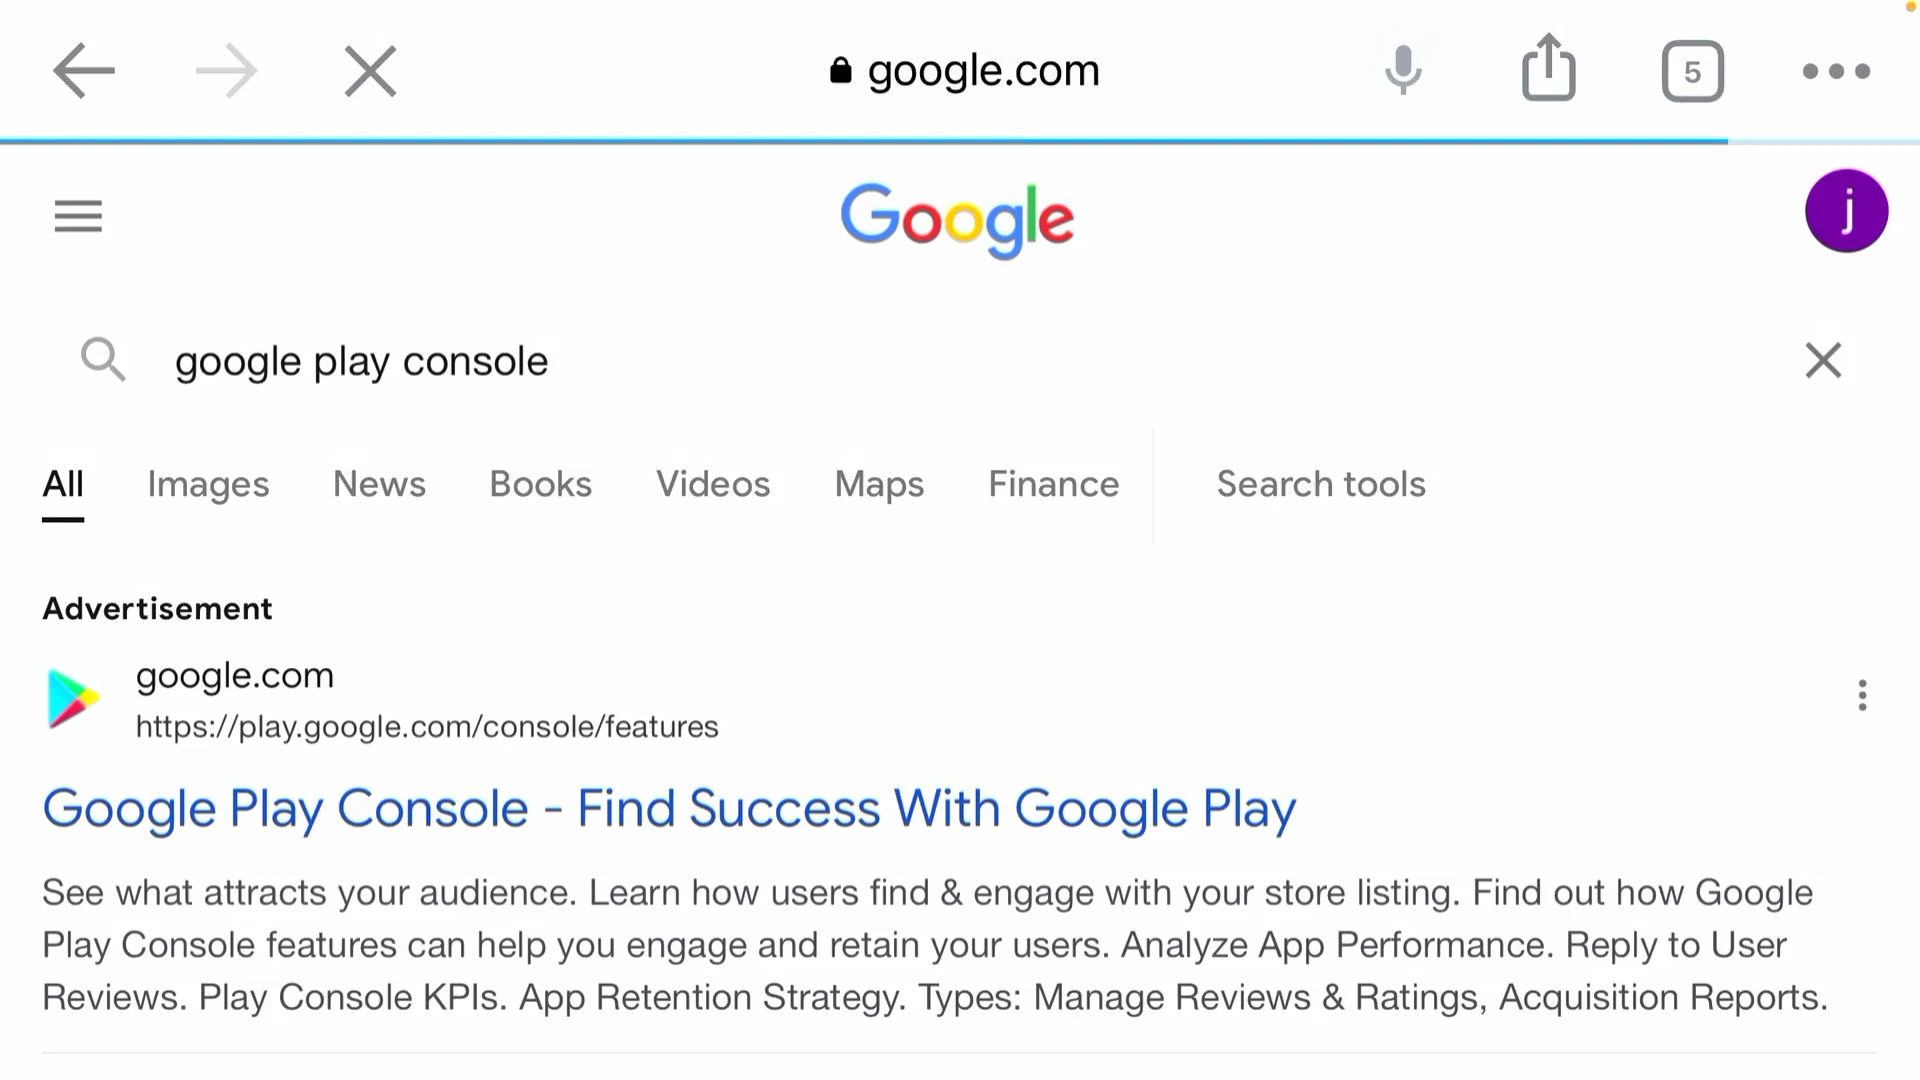 google.com
5
Google
j
google play console
All Images News Books Videos Maps Finance Search tools
Advertisement
google.com
https://play.google.com/console/features
Google Play Console - Find Success With Google Play
See what attracts your audience. Learn how users find & engage with your store listing. Find out how Google
Play Console features can help you engage and retain your users. Analyze App Performance. Reply to User
Reviews. Play Console KPIs. App Retention Strategy. Types: Manage Reviews & Ratings, Acquisition Reports.